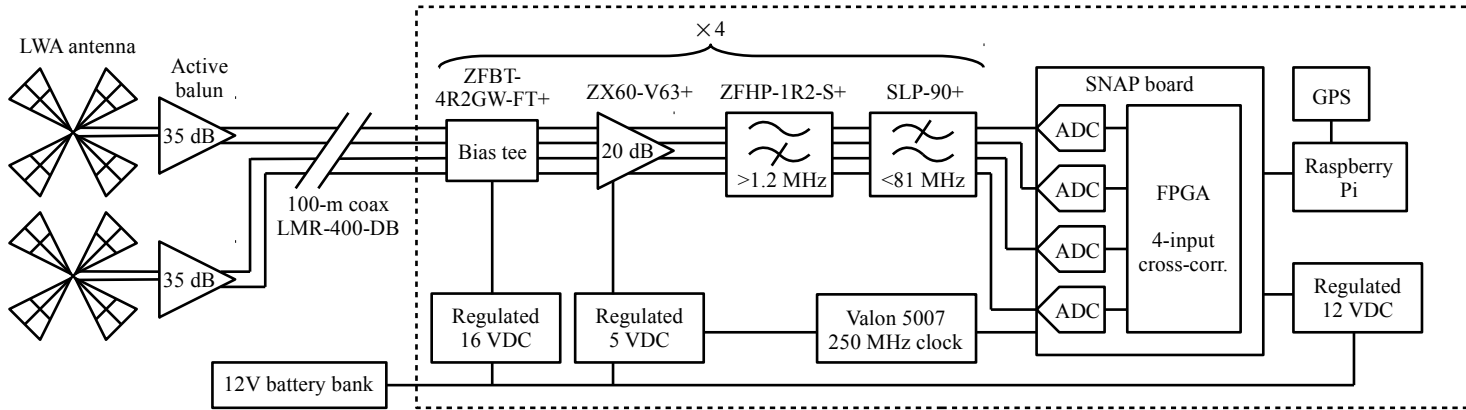 ×4
LWA antenna
Active
balun
35 dB
35 dB
100-m coax
LMR-400-DB
ZFBT-
4R2GW-FT+
Bias tee
ZX60-V63+
20 dB
ZFHP-1R2-S+
>1.2 MHz
SLP-90+
<81 MHz
SNAP board
ADC
ADC
ADC
ADC
FPGA
4-input
cross-corr.
GPS
Raspberry
Pi
Regulated
16 VDC
Regulated
5 VDC
Valon 5007
250 MHz clock
Regulated
12 VDC
12V battery bank